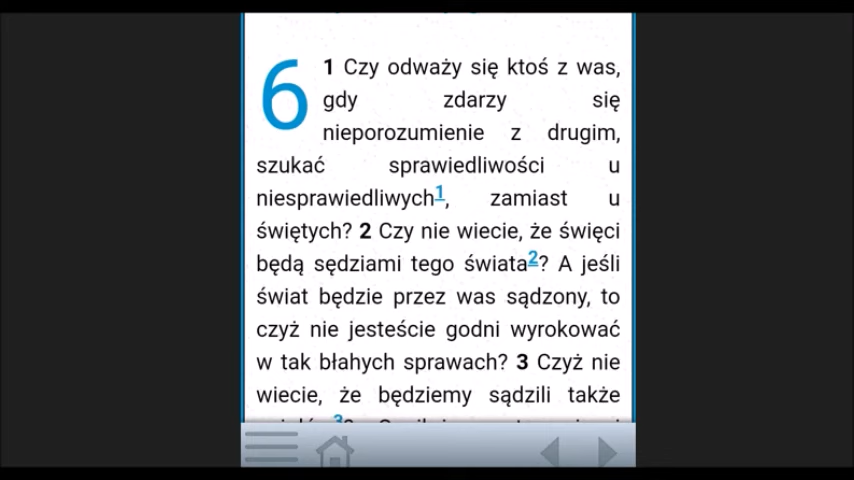 6
1 Czy odważy się ktoś z was,
gdy zdarzy się
nieporozumienie z drugim,
szukać sprawiedliwości u
niesprawiedliwych1, zamiast u
świętych? 2 Czy nie wiecie, że święci
będą sędziami tego świata2? A jeśli
świat będzie przez was sądzony, to
czyż nie jesteście godni wyrokować
w tak błahych sprawach? 3 Czyż nie
wiecie, że będziemy sądzili także